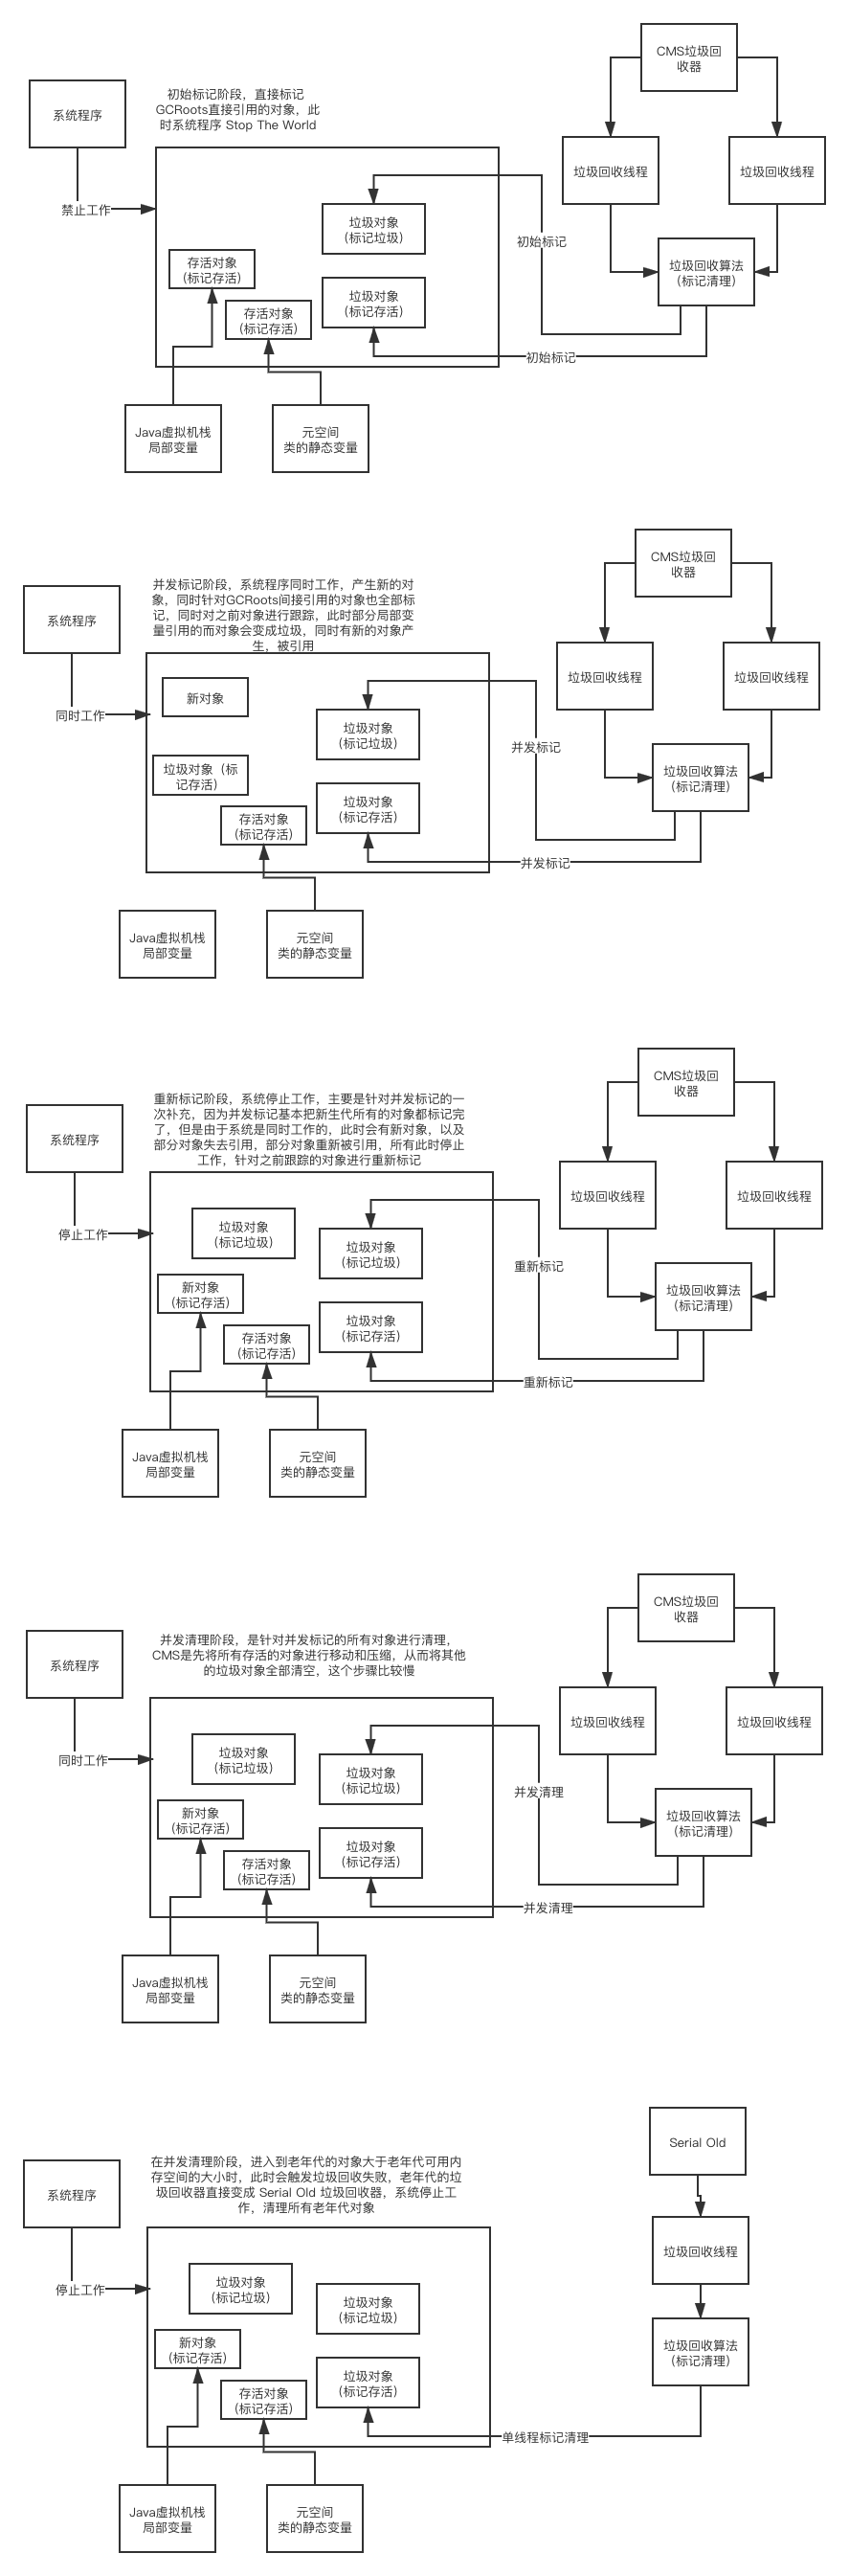 CMS垃圾回
收器
系统程序
初始标记阶段，直接标记
GCRoots直接引用的对象，此
时系统程序 Stop The World
垃圾回收线程
垃圾回收线程
禁止工作
垃圾对象
(标记垃圾)
初始标记
存活对象
(标记存活)
垃圾回收算法
(标记清理)
垃圾对象
(标记存活)
存活对象
(标记存活)
初始标记
Java虚拟机栈
局部变量
元空间
类的静态变量
CMS垃圾回
收器
系统程序
并发标记阶段，系统程序同时工作，产生新的对
象，同时针对GCRoots间接引用的对象也全部标
记，同时对之前对象进行跟踪，此时部分局部变
量引用的而对象会变成垃圾，同时有新的对象产
生，被引用
垃圾回收线程
垃圾回收线程
新对象
同时工作
垃圾对象
(标记垃圾)
并发标记
垃圾对象（标
记存活）
垃圾回收算法
(标记清理)
垃圾对象
(标记存活)
存活对象
(标记存活)
并发标记
Java虚拟机栈
局部变量
元空间
类的静态变量
CMS垃圾回
收器
系统程序
重新标记阶段，系统停止工作，主要是针对并发标记的一
次补充，因为并发标记基本把新生代所有的对象都标记完
了，但是由于系统是同时工作的，此时会有新对象，以及
部分对象失去引用，部分对象重新被引用，所有此时停止
工作，针对之前跟踪的对象进行重新标记
垃圾回收线程
垃圾回收线程
停止工作
垃圾对象
(标记垃圾)
垃圾对象
(标记垃圾)
重新标记
新对象
(标记存活)
垃圾回收算法
(标记清理)
垃圾对象
(标记存活)
存活对象
(标记存活)
重新标记
Java虚拟机栈
局部变量
元空间
类的静态变量
CMS垃圾回
收器
系统程序
并发清理阶段，是针对并发标记的所有对象进行清理，
CMS是先将所有存活的对象进行移动和压缩，从而将其他
的垃圾对象全部清空，这个步骤比较慢
垃圾回收线程
垃圾回收线程
同时工作
垃圾对象
(标记垃圾)
垃圾对象
(标记垃圾)
并发清理
新对象
(标记存活)
垃圾回收算法
(标记清理)
垃圾对象
(标记存活)
存活对象
(标记存活)
并发清理
Java虚拟机栈
局部变量
元空间
类的静态变量
Serial Old
系统程序
在并发清理阶段，进入到老年代的对象大于老年代可用内
存空间的大小时，此时会触发垃圾回收失败，老年代的垃
圾回收器直接变成 Serial Old 垃圾回收器，系统停止工
作，清理所有老年代对象
垃圾回收线程
停止工作
垃圾对象
(标记垃圾)
垃圾对象
(标记垃圾)
新对象
(标记存活)
垃圾回收算法
(标记清理)
垃圾对象
(标记存活)
存活对象
(标记存活)
单线程标记清理
Java虚拟机栈
局部变量
元空间
类的静态变量